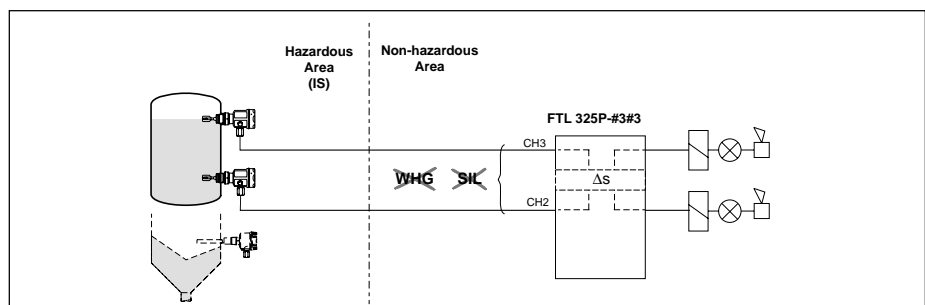 Hazardous
Area
(IS)
Non-hazardous
Area
FTL 325P-#3#3
CH3
WHG
SIL
Δs
CH2